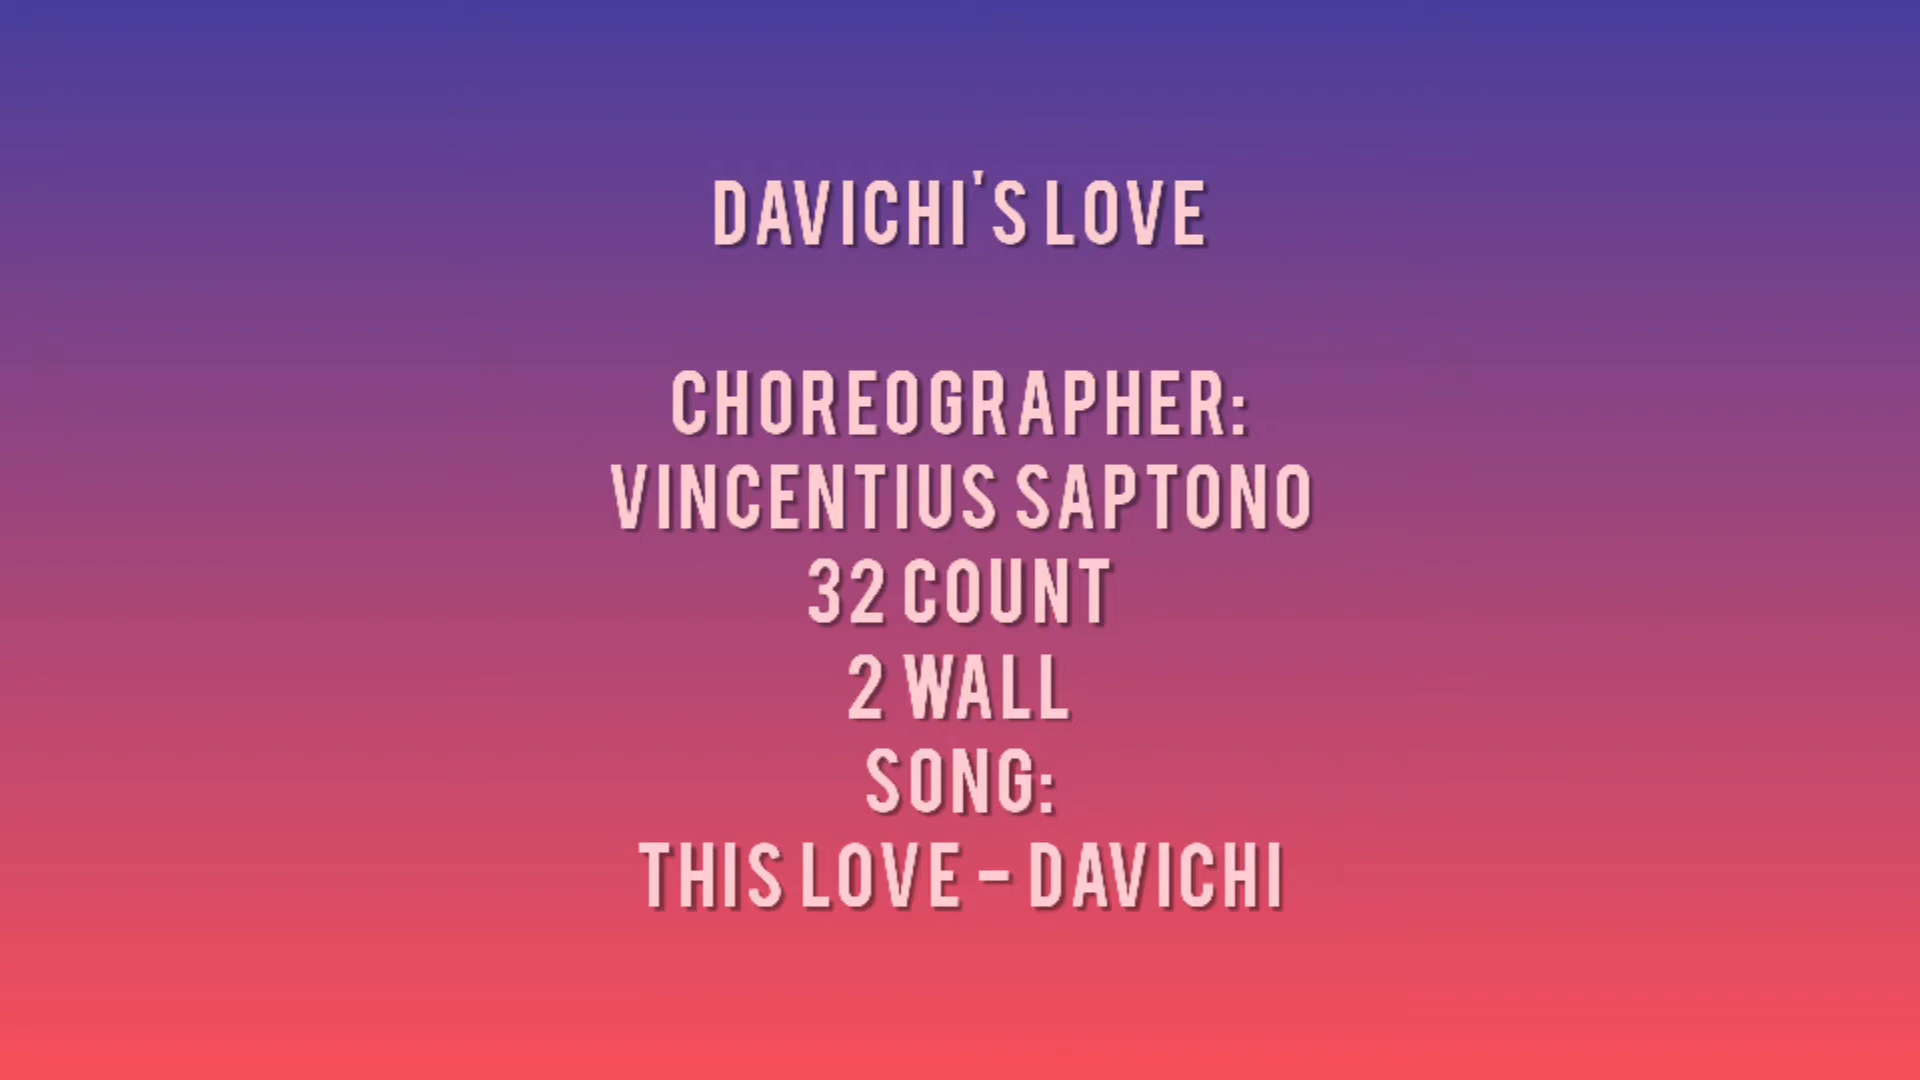 DAVICHI'S LOVE
CHOREOGRAPHER:
VINCENTIUS SAPTONO
32 COUNT
2 WALL
SONG:
THIS LOVE - DAVICHI